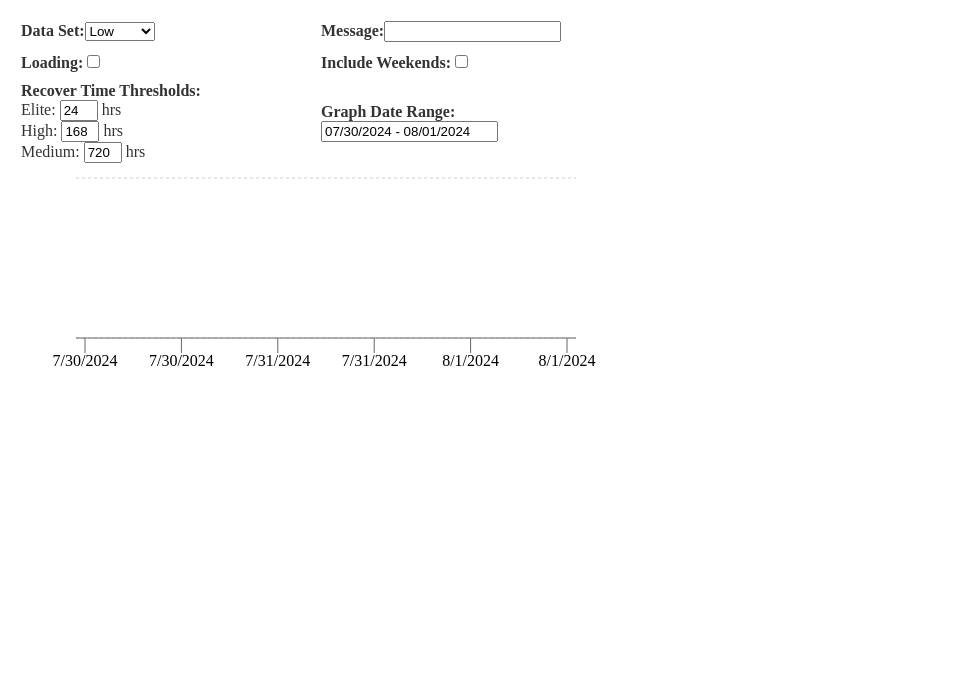 Data Set: Low
Message:
Loading:
Include Weekends:
Recover Time Thresholds:
Elite: 24 hrs
High: 168 hrs
Medium: 720 hrs
Graph Date Range:
07/30/2024 - 08/01/2024
7/30/2024 7/30/2024 7/31/2024 7/31/2024 8/1/2024 8/1/2024